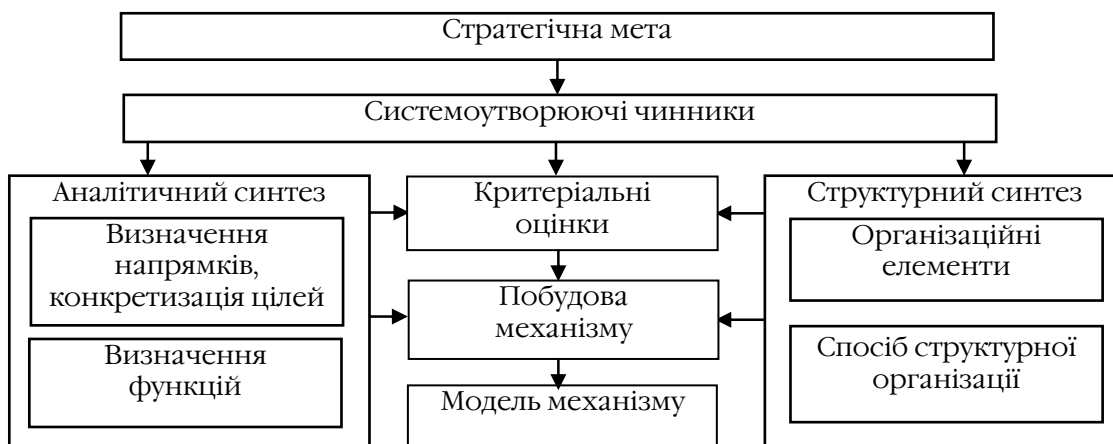 Стратегічна мета
Системоутворюючі чинники
Аналітичний синтез
Визначення
напрямків,
конкретизація цілей
Визначення
функцій
Критеріальні
оцінки
Побудова
механізму
Модель механізму
Структурний синтез
Організаційні
елементи
Спосіб структурної
організації